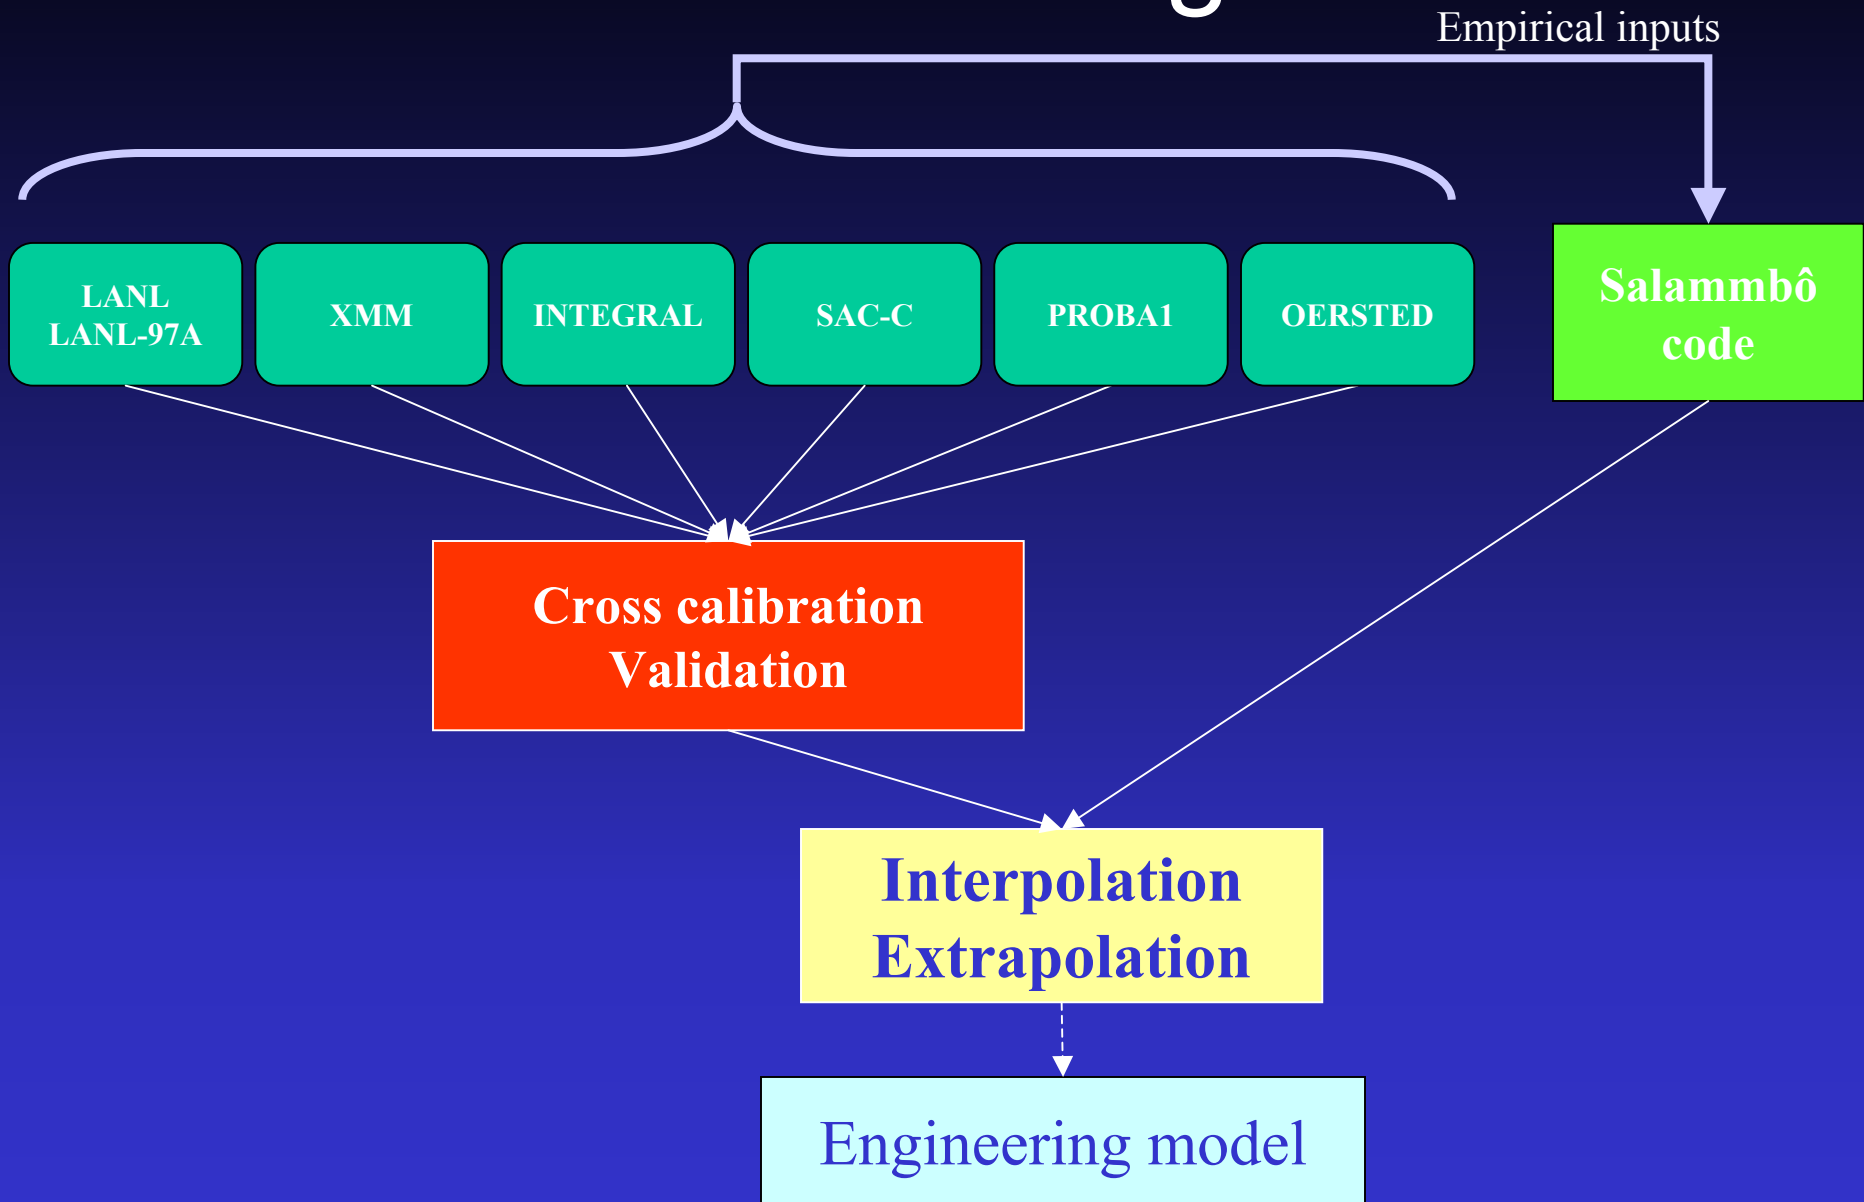 Empirical inputs
LANL
LANL-97A
XMM
INTEGRAL
SAC-C
PROBA1
OERSTED
Salammbô
code
Cross calibration
Validation
Interpolation
Extrapolation
Engineering model